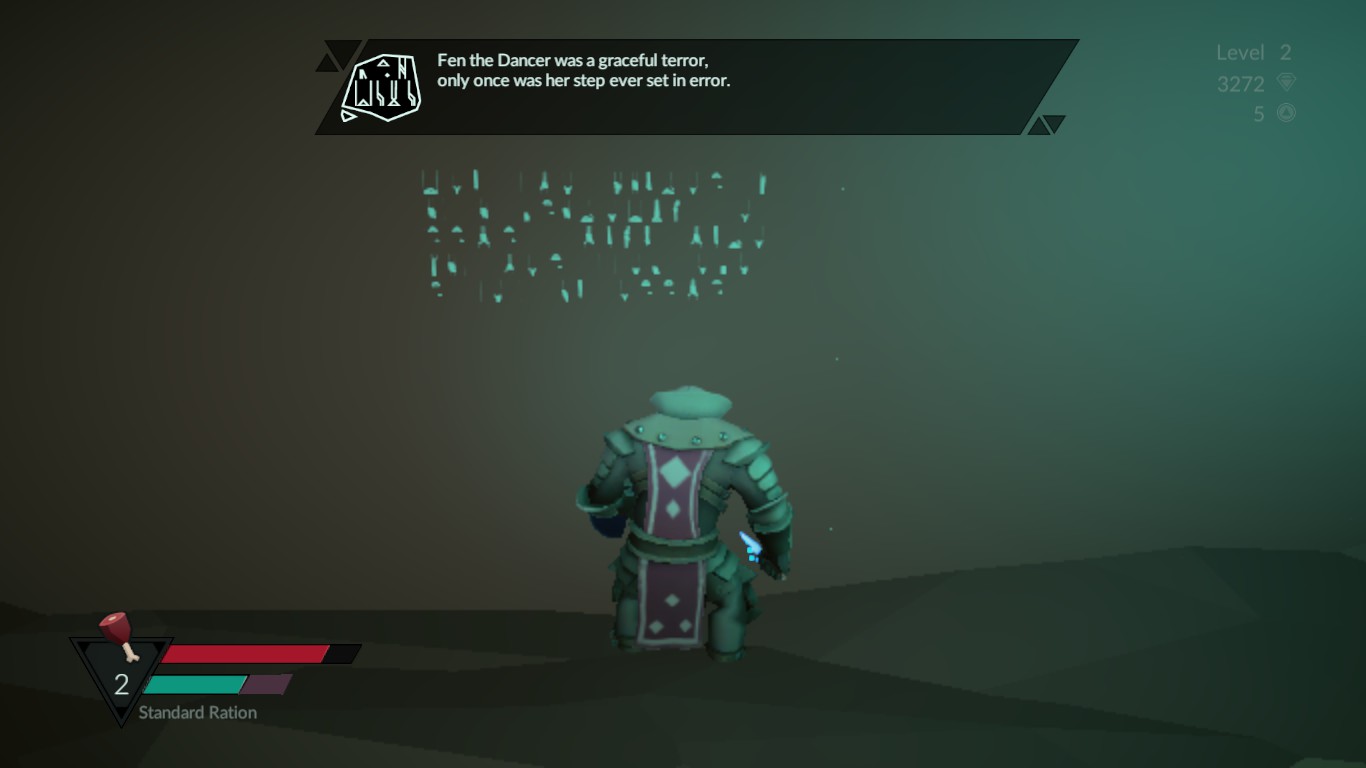 Fen the Dancer was a graceful terror,
only once was her step ever set in error.
Level 2
3272
5
2
Standard Ration